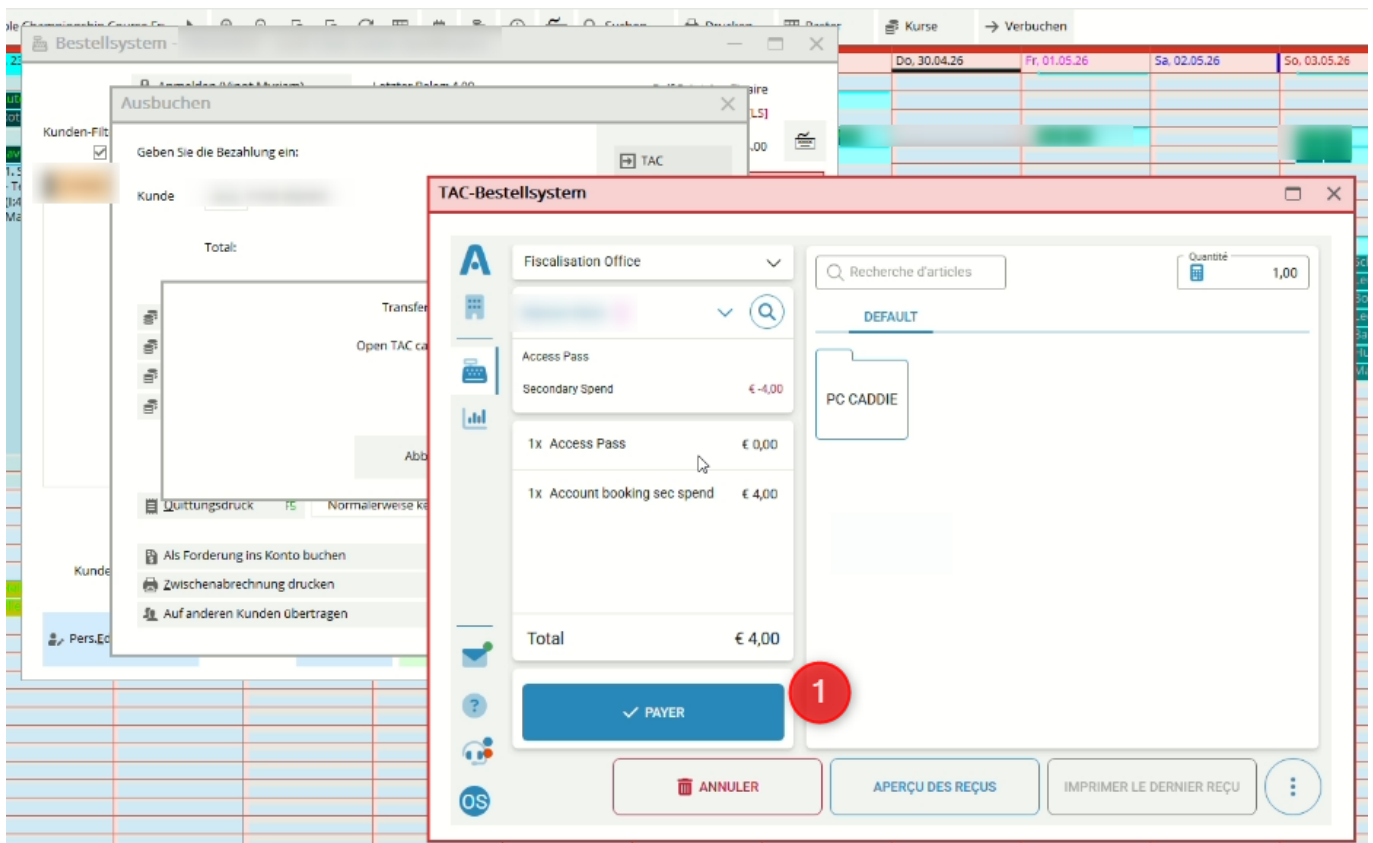 Suchen
Drucken
Raster
Kurse
Verbuchen
Bestellsystem -
Do, 30.04.26
Fr, 01.05.26
Sa, 02.05.26
So, 03.05.26
Ausbuchen
Kunden-Filt
Geben Sie die Bezahlung ein:
TAC
Kunde
Total:
TAC-Bestellsystem
Fiscalisation Office
Recherche d'articles
Quantité
1,00
DEFAULT
Transfer
Open TAC ca
Access Pass
Secondary Spend € -4,00
PC CADDIE
1x Access Pass € 0,00
Abb
1x Account booking sec spend € 4,00
Quittungsdruck F5 Normalerweise ke
Als Forderung ins Konto buchen
Kunde
Zwischenabrechnung drucken
Auf anderen Kunden übertragen
Pers.Ed
Total € 4,00
1
PAYER
ANNULER
APERÇU DES REÇUS
IMPRIMER LE DERNIER REÇU
OS